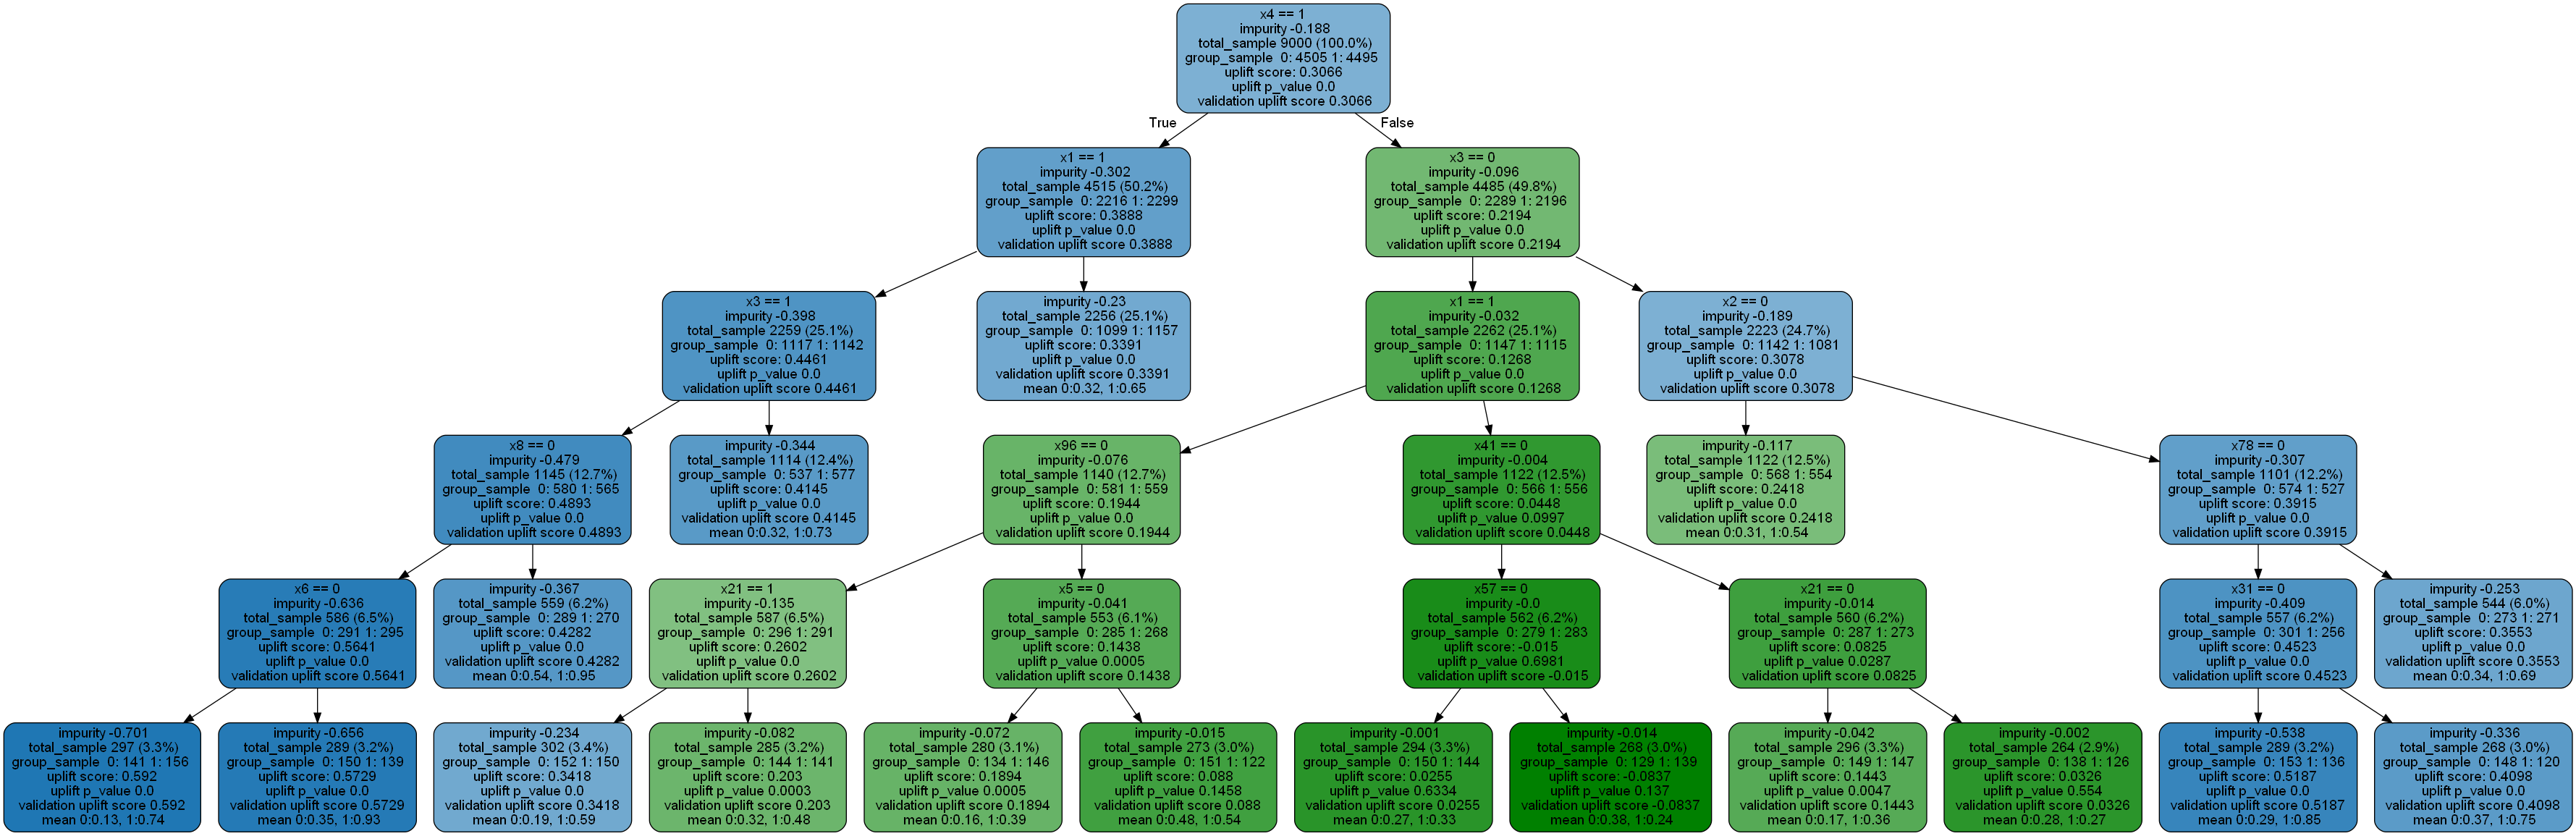 x4 == 1
impurity -0.188
total_sample 9000 (100.0%)
group_sample 0: 4505 1: 4495
uplift score: 0.3066
uplift p_value 0.0
validation uplift score 0.3066
True
False
x1 == 1
impurity -0.302
total_sample 4515 (50.2%)
group_sample 0: 2216 1: 2299
uplift score: 0.3888
uplift p_value 0.0
validation uplift score 0.3888
x3 == 0
impurity -0.096
total_sample 4485 (49.8%)
group_sample 0: 2289 1: 2196
uplift score: 0.2194
uplift p_value 0.0
validation uplift score 0.2194
x3 == 1
impurity -0.398
total_sample 2259 (25.1%)
group_sample 0: 1117 1: 1142
uplift score: 0.4461
uplift p_value 0.0
validation uplift score 0.4461
impurity -0.23
total_sample 2256 (25.1%)
group_sample 0: 1099 1: 1157
uplift score: 0.3391
uplift p_value 0.0
validation uplift score 0.3391
mean 0:0.32, 1:0.65
x1 == 1
impurity -0.032
total_sample 2262 (25.1%)
group_sample 0: 1147 1: 1115
uplift score: 0.1268
uplift p_value 0.0
validation uplift score 0.1268
x2 == 0
impurity -0.189
total_sample 2223 (24.7%)
group_sample 0: 1142 1: 1081
uplift score: 0.3078
uplift p_value 0.0
validation uplift score 0.3078
x8 == 0
impurity -0.479
total_sample 1145 (12.7%)
group_sample 0: 580 1: 565
uplift score: 0.4893
uplift p_value 0.0
validation uplift score 0.4893
impurity -0.344
total_sample 1114 (12.4%)
group_sample 0: 537 1: 577
uplift score: 0.4145
uplift p_value 0.0
validation uplift score 0.4145
mean 0:0.32, 1:0.73
x96 == 0
impurity -0.076
total_sample 1140 (12.7%)
group_sample 0: 581 1: 559
uplift score: 0.1944
uplift p_value 0.0
validation uplift score 0.1944
x41 == 0
impurity -0.004
total_sample 1122 (12.5%)
group_sample 0: 566 1: 556
uplift score: 0.0448
uplift p_value 0.0997
validation uplift score 0.0448
impurity -0.117
total_sample 1122 (12.5%)
group_sample 0: 568 1: 554
uplift score: 0.2418
uplift p_value 0.0
validation uplift score 0.2418
mean 0:0.31, 1:0.54
x78 == 0
impurity -0.307
total_sample 1101 (12.2%)
group_sample 0: 574 1: 527
uplift score: 0.3915
uplift p_value 0.0
validation uplift score 0.3915
x6 == 0
impurity -0.636
total_sample 586 (6.5%)
group_sample 0: 291 1: 295
uplift score: 0.5641
uplift p_value 0.0
validation uplift score 0.5641
impurity -0.367
total_sample 559 (6.2%)
group_sample 0: 289 1: 270
uplift score: 0.4282
uplift p_value 0.0
validation uplift score 0.4282
mean 0:0.54, 1:0.95
x21 == 1
impurity -0.135
total_sample 587 (6.5%)
group_sample 0: 296 1: 291
uplift score: 0.2602
uplift p_value 0.0
validation uplift score 0.2602
x5 == 0
impurity -0.041
total_sample 553 (6.1%)
group_sample 0: 285 1: 268
uplift score: 0.1438
uplift p_value 0.0005
validation uplift score 0.1438
x57 == 0
impurity -0.0
total_sample 562 (6.2%)
group_sample 0: 279 1: 283
uplift score: -0.015
uplift p_value 0.6981
validation uplift score -0.015
x21 == 0
impurity -0.014
total_sample 560 (6.2%)
group_sample 0: 287 1: 273
uplift score: 0.0825
uplift p_value 0.0287
validation uplift score 0.0825
x31 == 0
impurity -0.409
total_sample 557 (6.2%)
group_sample 0: 301 1: 256
uplift score: 0.4523
uplift p_value 0.0
validation uplift score 0.4523
impurity -0.253
total_sample 544 (6.0%)
group_sample 0: 273 1: 271
uplift score: 0.3553
uplift p_value 0.0
validation uplift score 0.3553
mean 0:0.34, 1:0.69
impurity -0.701
total_sample 297 (3.3%)
group_sample 0: 141 1: 156
uplift score: 0.592
uplift p_value 0.0
validation uplift score 0.592
mean 0:0.13, 1:0.74
impurity -0.656
total_sample 289 (3.2%)
group_sample 0: 150 1: 139
uplift score: 0.5729
uplift p_value 0.0
validation uplift score 0.5729
mean 0:0.35, 1:0.93
impurity -0.234
total_sample 302 (3.4%)
group_sample 0: 152 1: 150
uplift score: 0.3418
uplift p_value 0.0
validation uplift score 0.3418
mean 0:0.19, 1:0.59
impurity -0.082
total_sample 285 (3.2%)
group_sample 0: 144 1: 141
uplift score: 0.203
uplift p_value 0.0003
validation uplift score 0.203
mean 0:0.32, 1:0.48
impurity -0.072
total_sample 280 (3.1%)
group_sample 0: 134 1: 146
uplift score: 0.1894
uplift p_value 0.0005
validation uplift score 0.1894
mean 0:0.16, 1:0.39
impurity -0.015
total_sample 273 (3.0%)
group_sample 0: 151 1: 122
uplift score: 0.088
uplift p_value 0.1458
validation uplift score 0.088
mean 0:0.48, 1:0.54
impurity -0.001
total_sample 294 (3.3%)
group_sample 0: 150 1: 144
uplift score: 0.0255
uplift p_value 0.6334
validation uplift score 0.0255
mean 0:0.27, 1:0.33
impurity -0.014
total_sample 268 (3.0%)
group_sample 0: 129 1: 139
uplift score: -0.0837
uplift p_value 0.137
validation uplift score -0.0837
mean 0:0.38, 1:0.24
impurity -0.042
total_sample 296 (3.3%)
group_sample 0: 149 1: 147
uplift score: 0.1443
uplift p_value 0.0047
validation uplift score 0.1443
mean 0:0.17, 1:0.36
impurity -0.002
total_sample 264 (2.9%)
group_sample 0: 138 1: 126
uplift score: 0.0326
uplift p_value 0.554
validation uplift score 0.0326
mean 0:0.28, 1:0.27
impurity -0.538
total_sample 289 (3.2%)
group_sample 0: 153 1: 136
uplift score: 0.5187
uplift p_value 0.0
validation uplift score 0.5187
mean 0:0.29, 1:0.85
impurity -0.336
total_sample 268 (3.0%)
group_sample 0: 148 1: 120
uplift score: 0.4098
uplift p_value 0.0
validation uplift score 0.4098
mean 0:0.37, 1:0.75